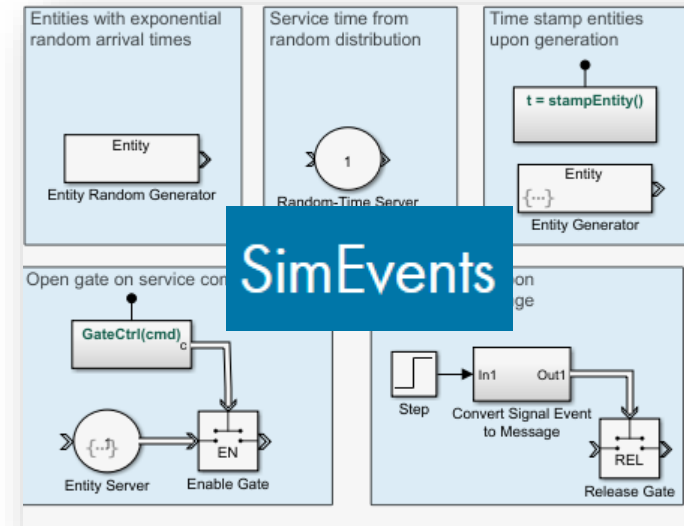 Entities with exponential
random arrival times
Entity
Entity Random Generator
Service time from
random distribution
1
Random-Time Server
Time stamp entities
upon generation
t = stampEntity()
Entity
{...}
Entity Generator
SimEvents
Open gate on service
GateCtrl(cmd)
c
{..}
Entity Server
EN
Enable Gate
Step
In1
Out1
Convert Signal Event
to Message
REL
Release Gate